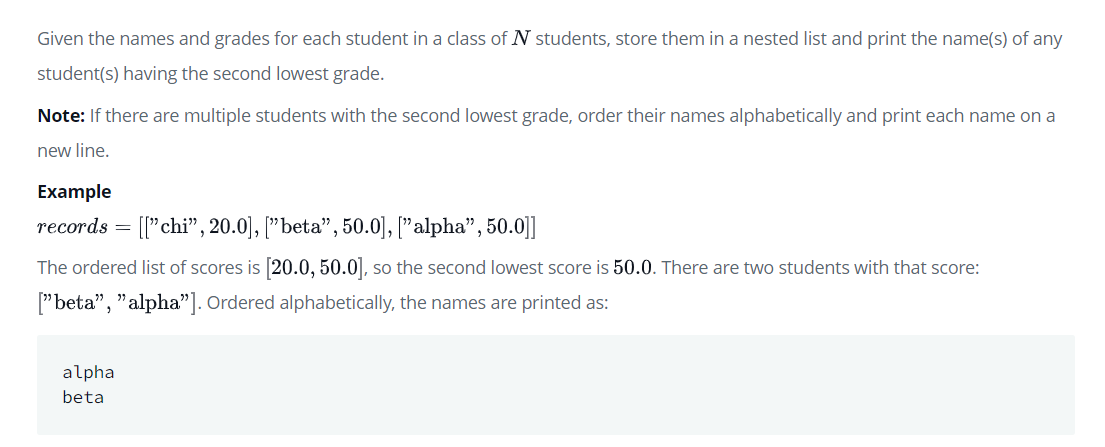 Given the names and grades for each student in a class of N students, store them in a nested list and print the name(s) of any
student(s) having the second lowest grade.
Note: If there are multiple students with the second lowest grade, order their names alphabetically and print each name on a
new line.
Example
records = [["chi", 20.0], ["beta", 50.0], ["alpha", 50.0]]
The ordered list of scores is [20.0, 50.0], so the second lowest score is 50.0. There are two students with that score:
["beta", "alpha"]. Ordered alphabetically, the names are printed as:
alpha
beta